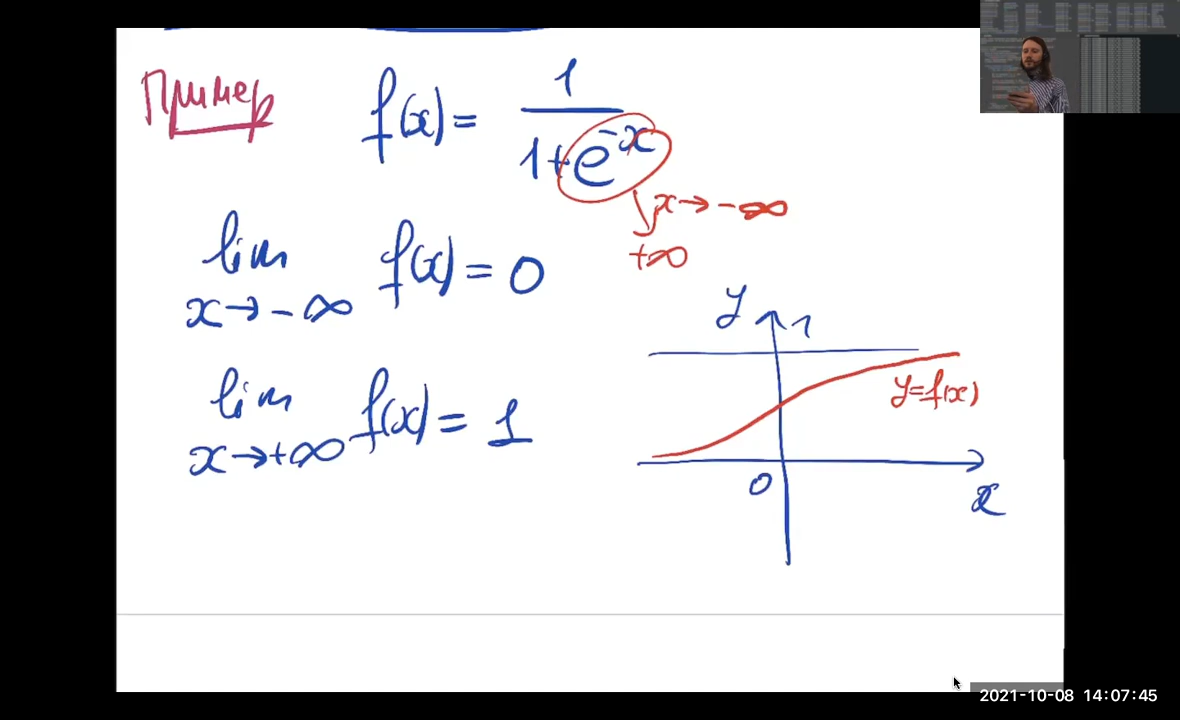 Пример
f(x) = 1 / (1+e^{-x})
x→ -∞
+∞
lim_{x→-∞} f(x) = 0
lim_{x→+∞} f(x) = 1
y
1
y=f(x)
0
x
2021-10-08 14:07:45